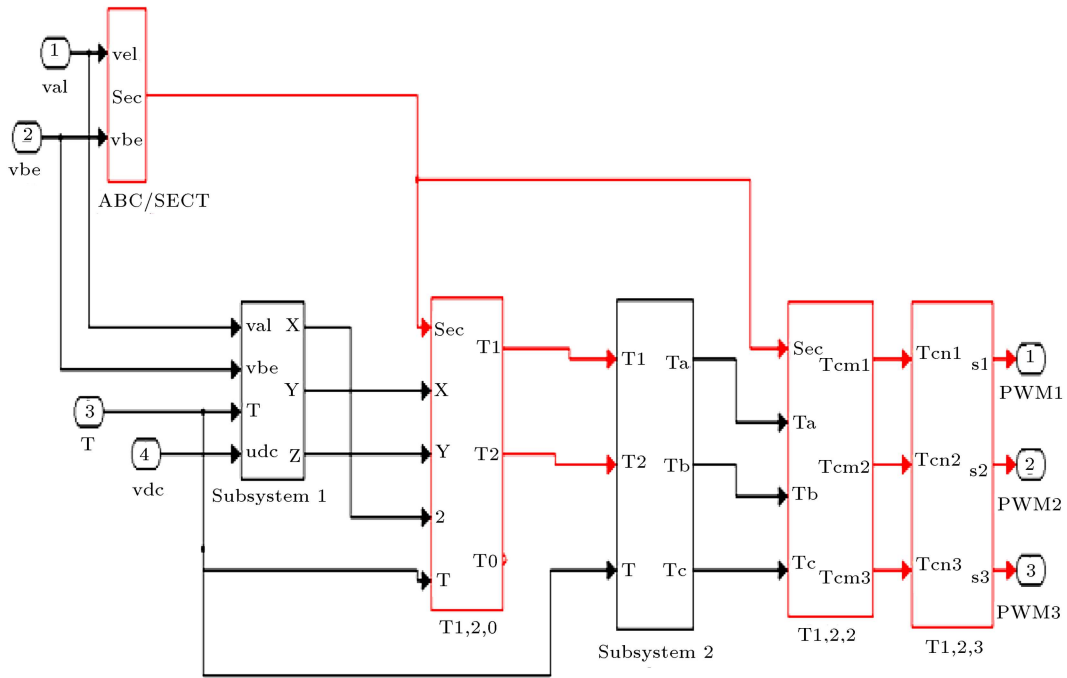 1
val
2
vbe
vel
Sec
vbe
ABC/SECT
val
X
vbe
Y
T
udc
Z
Subsystem 1
3
T
4
vdc
Sec
T1
X
Y
T2
2
T0
T
T1,2,0
T1
Ta
T2
Tb
T
Tc
Subsystem 2
Sec
Tcm1
Ta
Tcm2
Tb
Tc
Tcm3
T1,2,2
Tcn1
s1
Tcn2
s2
Tcn3
s3
T1,2,3
1
PWM1
2
PWM2
3
PWM3